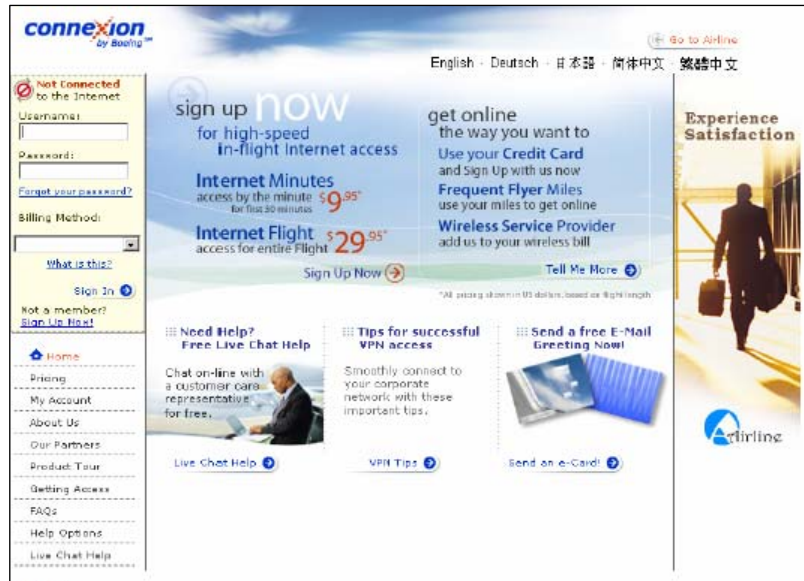 connexion
by Boeing℠
Go to Airline
English · Deutsch · 日本語 · 简体中文 · 繁體中文
Not Connected
to the Internet
Username:
Password:
Forgot your password?
Billing Method:
What is this?
Sign In
Not a member?
Sign Up Now!
Home
Pricing
My Account
About Us
Our Partners
Product Tour
Getting Access
FAQs
Help Options
Live Chat Help
sign up now
for high-speed
in-flight Internet access
Internet Minutes
access by the minute $9.95*
for first 30 minutes
Internet Flight
access for entire Flight $29.95*
Sign Up Now
get online
the way you want to
Use your Credit Card
and Sign Up with us now
Frequent Flyer Miles
use your miles to get online
Wireless Service Provider
add us to your wireless bill
Tell Me More
*All pricing shown in US dollars, based on flight length
Need Help?
Free Live Chat Help
Chat on-line with
a customer care
representative
for free.
Live Chat Help
Tips for successful
VPN access
Smoothly connect to
your corporate
network with these
important tips.
VPN Tips
Send a free E-Mail
Greeting Now!
Send an e-Card!
Experience
Satisfaction
Airline